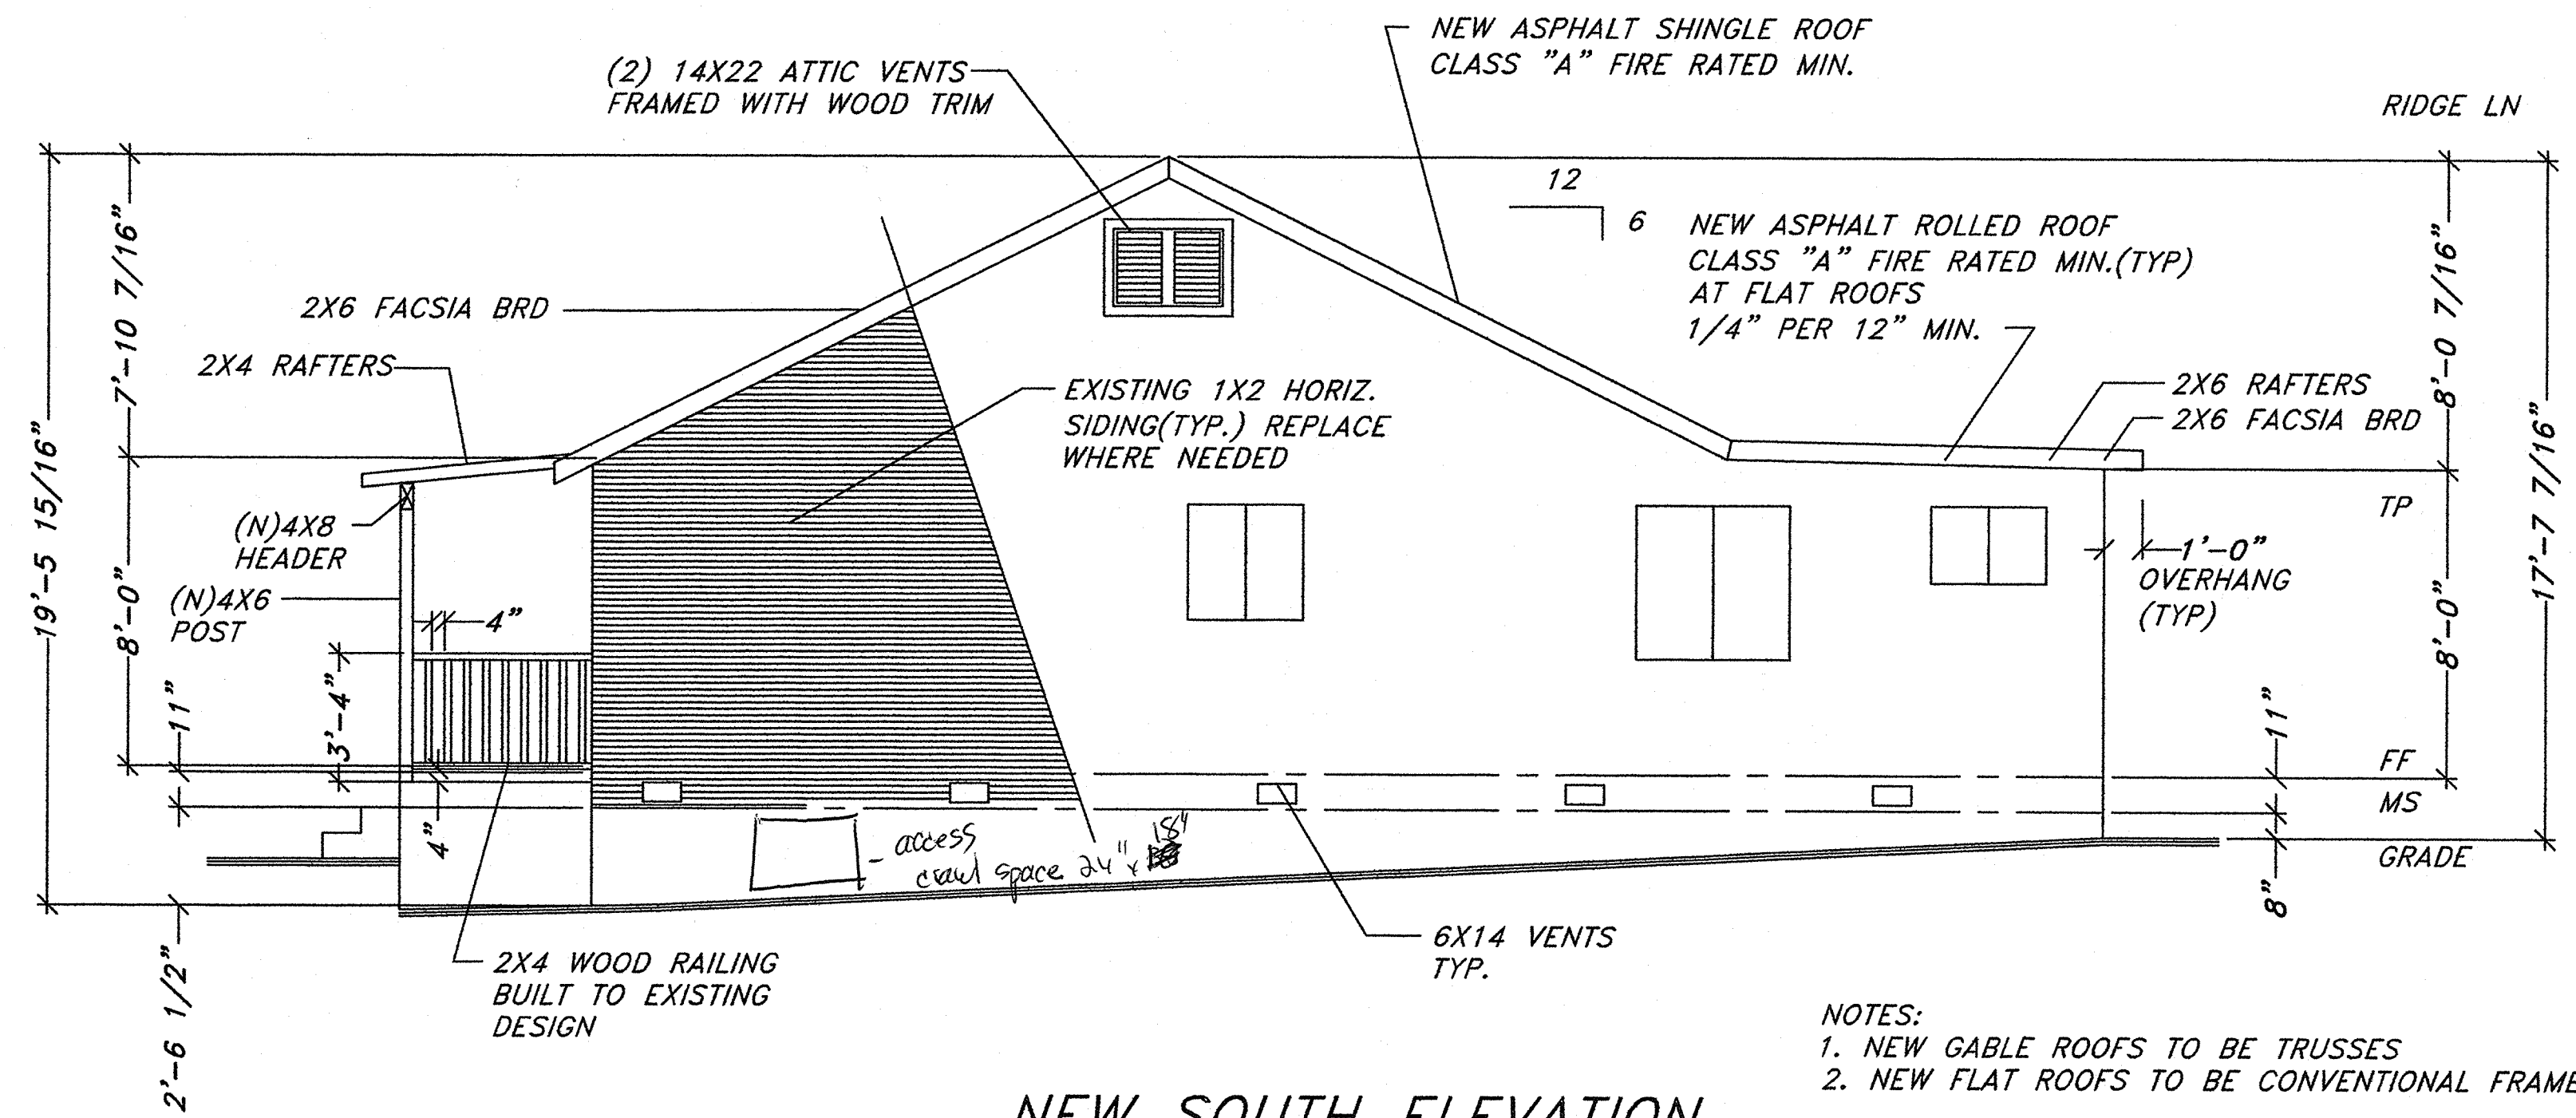 NEW ASPHALT SHINGLE ROOF
CLASS "A" FIRE RATED MIN.
(2) 14X22 ATTIC VENTS
FRAMED WITH WOOD TRIM
RIDGE LN
12
6
NEW ASPHALT ROLLED ROOF
CLASS "A" FIRE RATED MIN.(TYP)
AT FLAT ROOFS
1/4" PER 12" MIN.
2X6 FACSIA BRD
2X4 RAFTERS
EXISTING 1X2 HORIZ.
SIDING(TYP.) REPLACE
WHERE NEEDED
2X6 RAFTERS
2X6 FACSIA BRD
19'-5 15/16"
7'-10 7/16"
8'-0"
11"
3'-4"
4"
4"
2'-6 1/2"
(N)4X8
HEADER
(N)4X6
POST
8'-0 7/16"
17'-7 7/16"
8'-0"
11"
8"
TP
1'-0"
OVERHANG
(TYP)
FF
MS
GRADE
access
crawl space 24" x 18"
2X4 WOOD RAILING
BUILT TO EXISTING
DESIGN
6X14 VENTS
TYP.
NOTES:
1. NEW GABLE ROOFS TO BE TRUSSES
2. NEW FLAT ROOFS TO BE CONVENTIONAL FRAME
NEW SOUTH ELEVATION